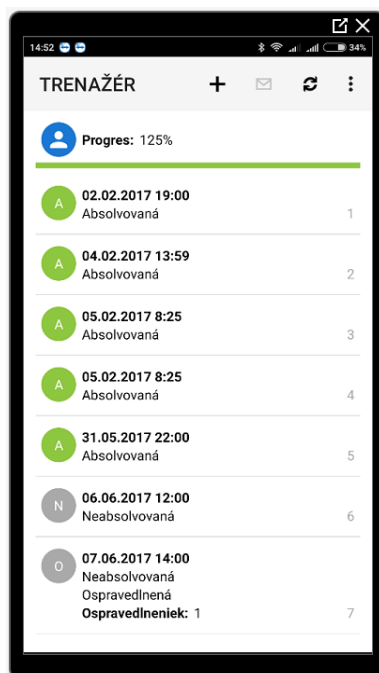 14:52 34%
TRENAŽÉR
Progres: 125%
A 02.02.2017 19:00
Absolvovaná 1
A 04.02.2017 13:59
Absolvovaná 2
A 05.02.2017 8:25
Absolvovaná 3
A 05.02.2017 8:25
Absolvovaná 4
A 31.05.2017 22:00
Absolvovaná 5
N 06.06.2017 12:00
Neabsolvovaná 6
O 07.06.2017 14:00
Neabsolvovaná
Ospravedlnená
Ospravedlneniek: 1 7